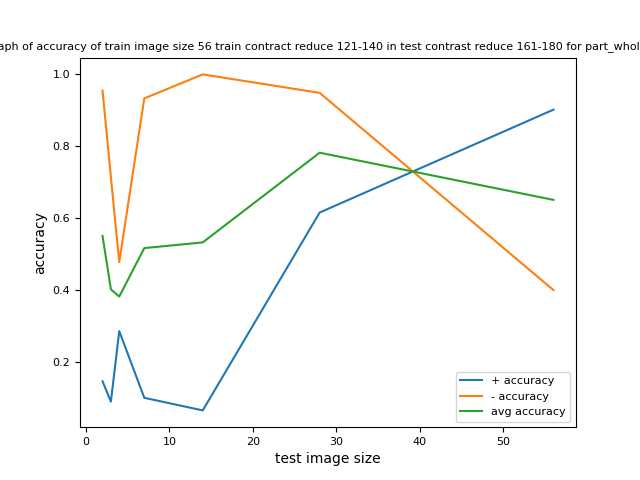 aph of accuracy of train image size 56 train contract reduce 121-140 in test contrast reduce 161-180 for part_whol
1.0
0.8
0.6
0.4
0.2
accuracy
0 10 20 30 40 50
test image size
+ accuracy
- accuracy
avg accuracy